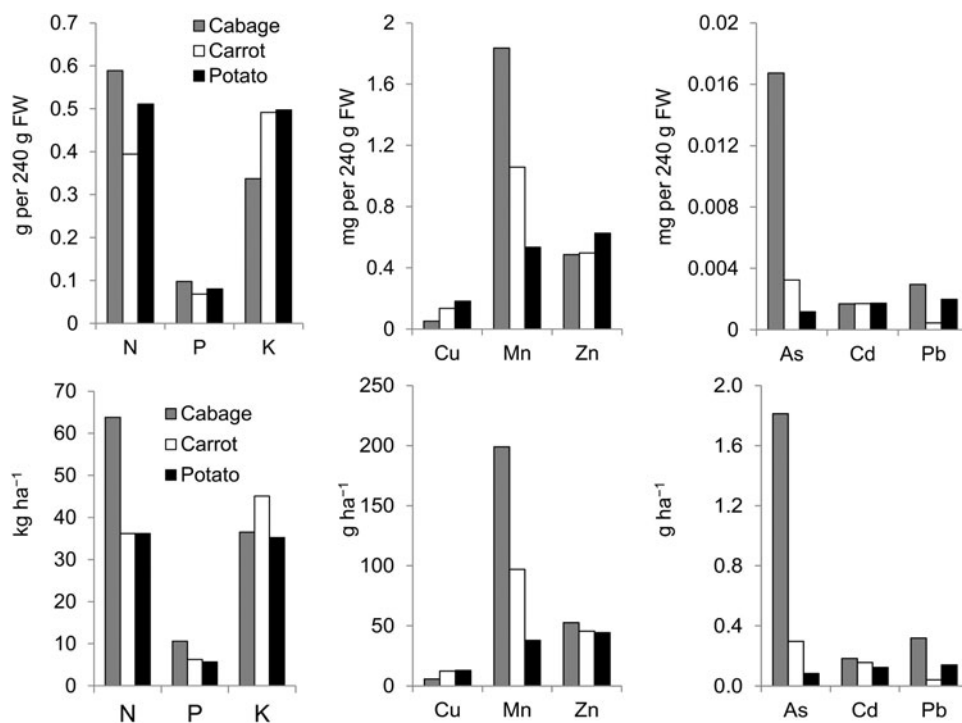 g per 240 g FW
0.7
0.6
0.5
0.4
0.3
0.2
0.1
0
Cabage
Carrot
Potato
N P K
mg per 240 g FW
2
1.6
1.2
0.8
0.4
0
Cu Mn Zn
mg per 240 g FW
0.02
0.016
0.012
0.008
0.004
0
As Cd Pb
kg ha⁻¹
70
60
50
40
30
20
10
0
Cabage
Carrot
Potato
N P K
g ha⁻¹
250
200
150
100
50
0
Cu Mn Zn
g ha⁻¹
2.0
1.6
1.2
0.8
0.4
0.0
As Cd Pb